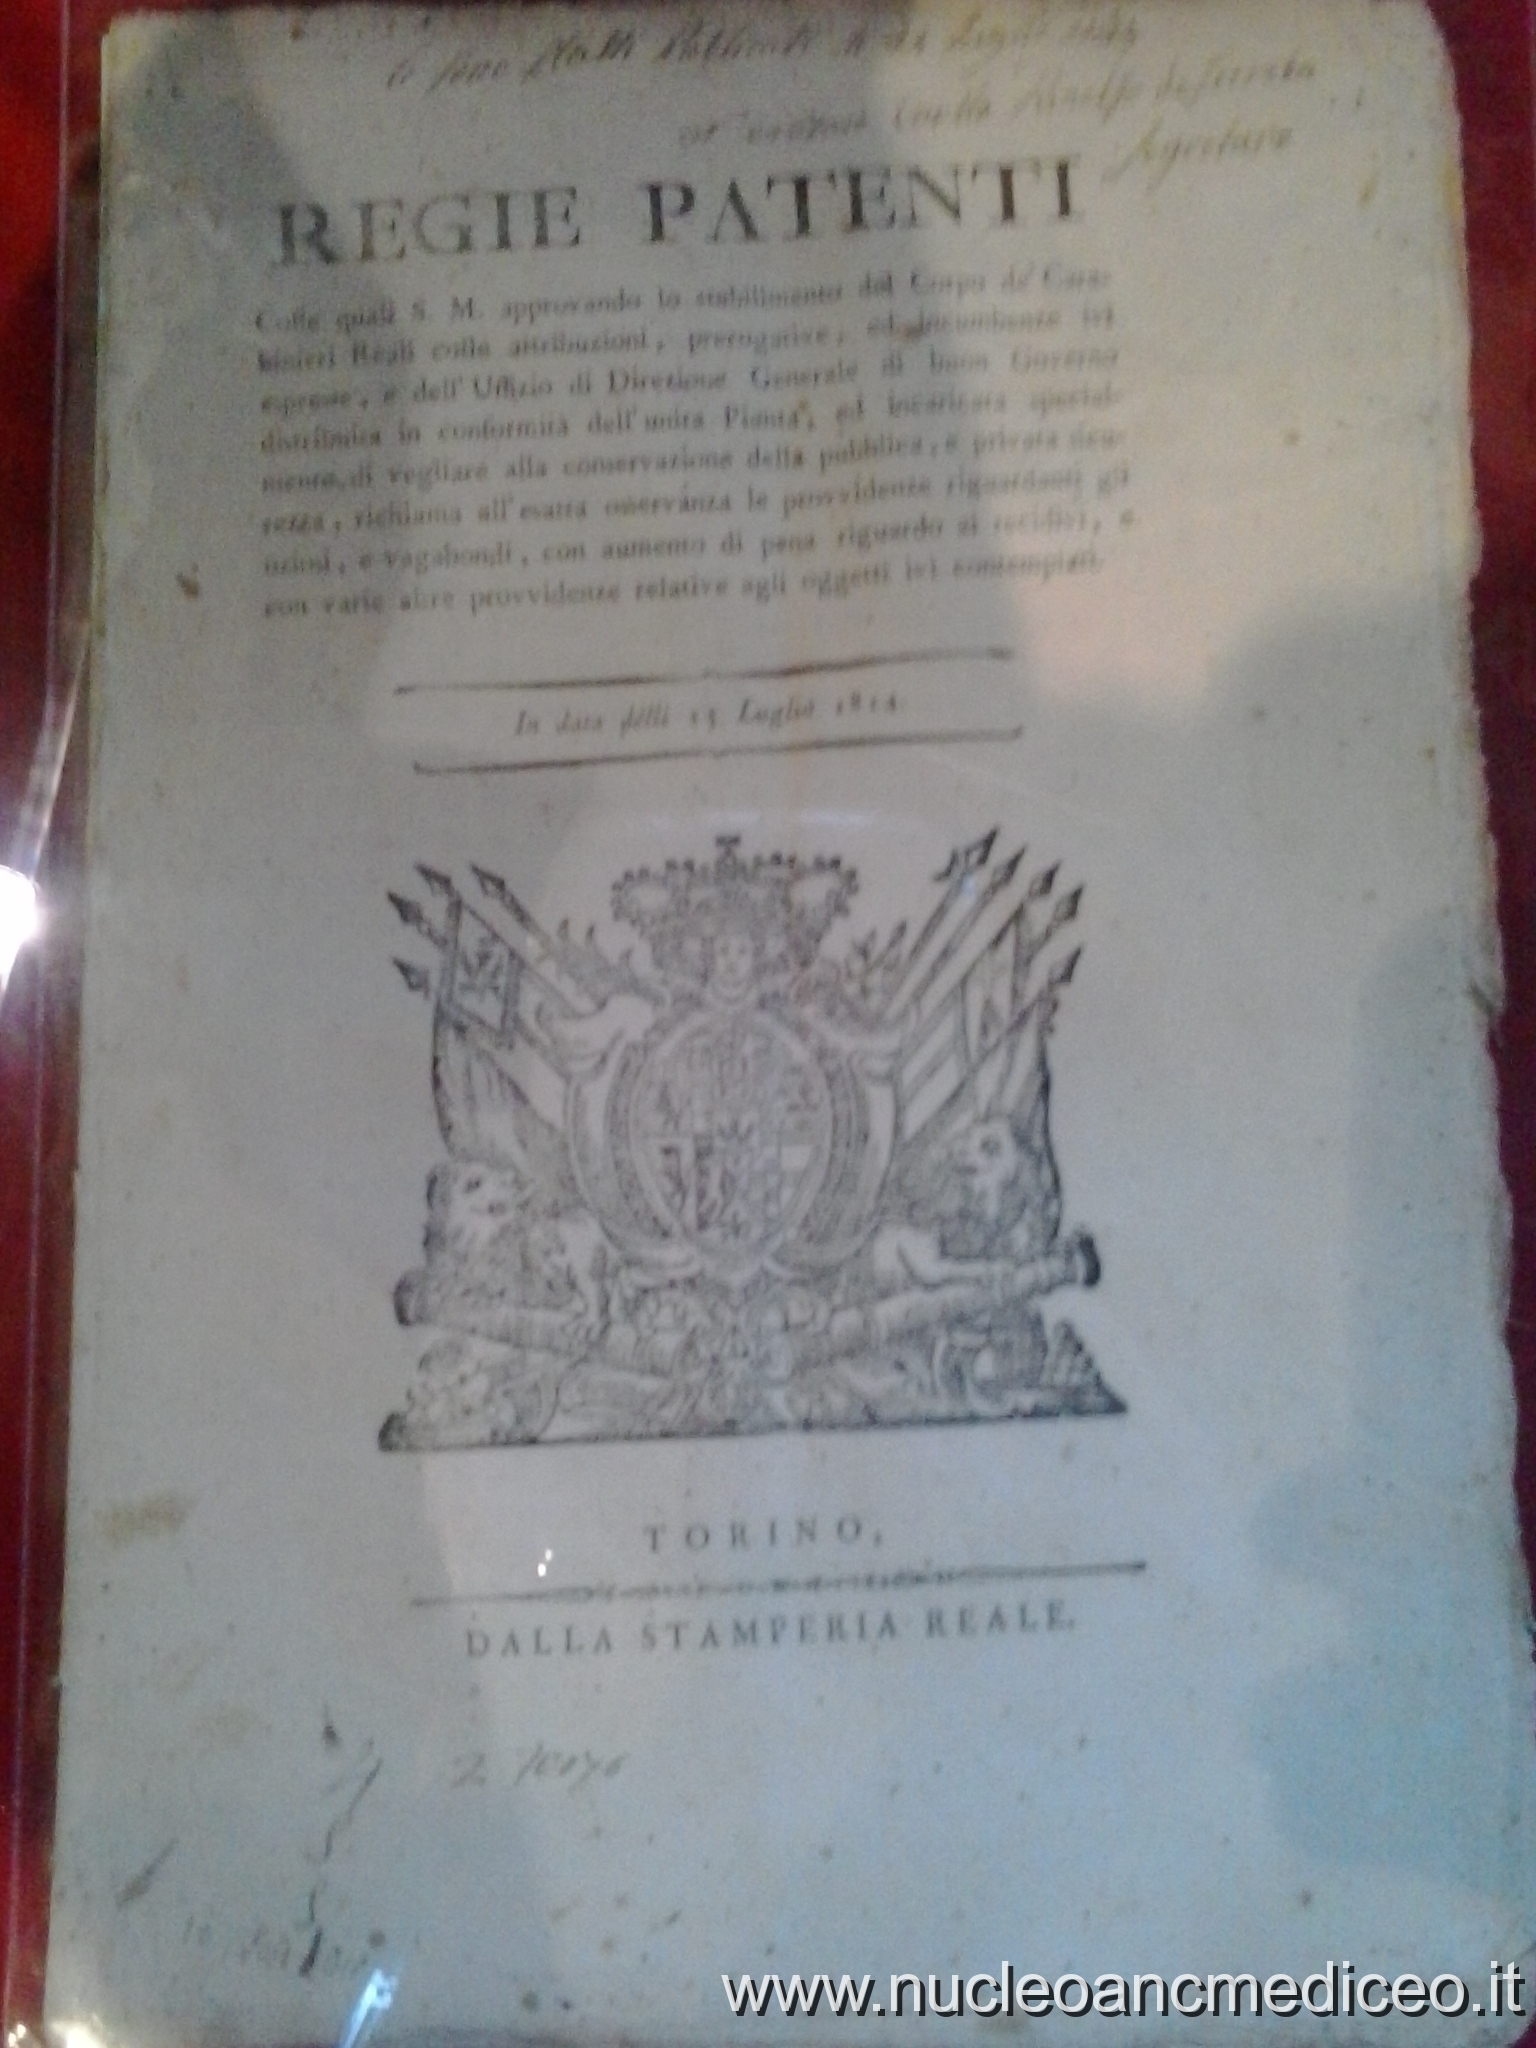 REGIE PATENTI
Colle quali S. M. approvando lo stabilimento del Corpo de' Cara-
binieri Reali colle attribuzioni, prerogative, ed incumbenze ivi
espresse, e dell' Uffizio di Direzione Generale di buon Governo
distribuita in conformità dell' unita Pianta, ed incaricata special-
mente di vegliare alla conservazione della pubblica, e privata sicu-
rezza, richiama all' esatta osservanza le provvidenze riguardanti gli
oziosi, e vagabondi, con aumento di pena riguardo ai recidivi, e
con varie altre provvidenze relative agli oggetti ivi contemplati.
In data delli 13 Luglio 1814.
TORINO,
DALLA STAMPERIA REALE.
www.nucleoancmediceo.it